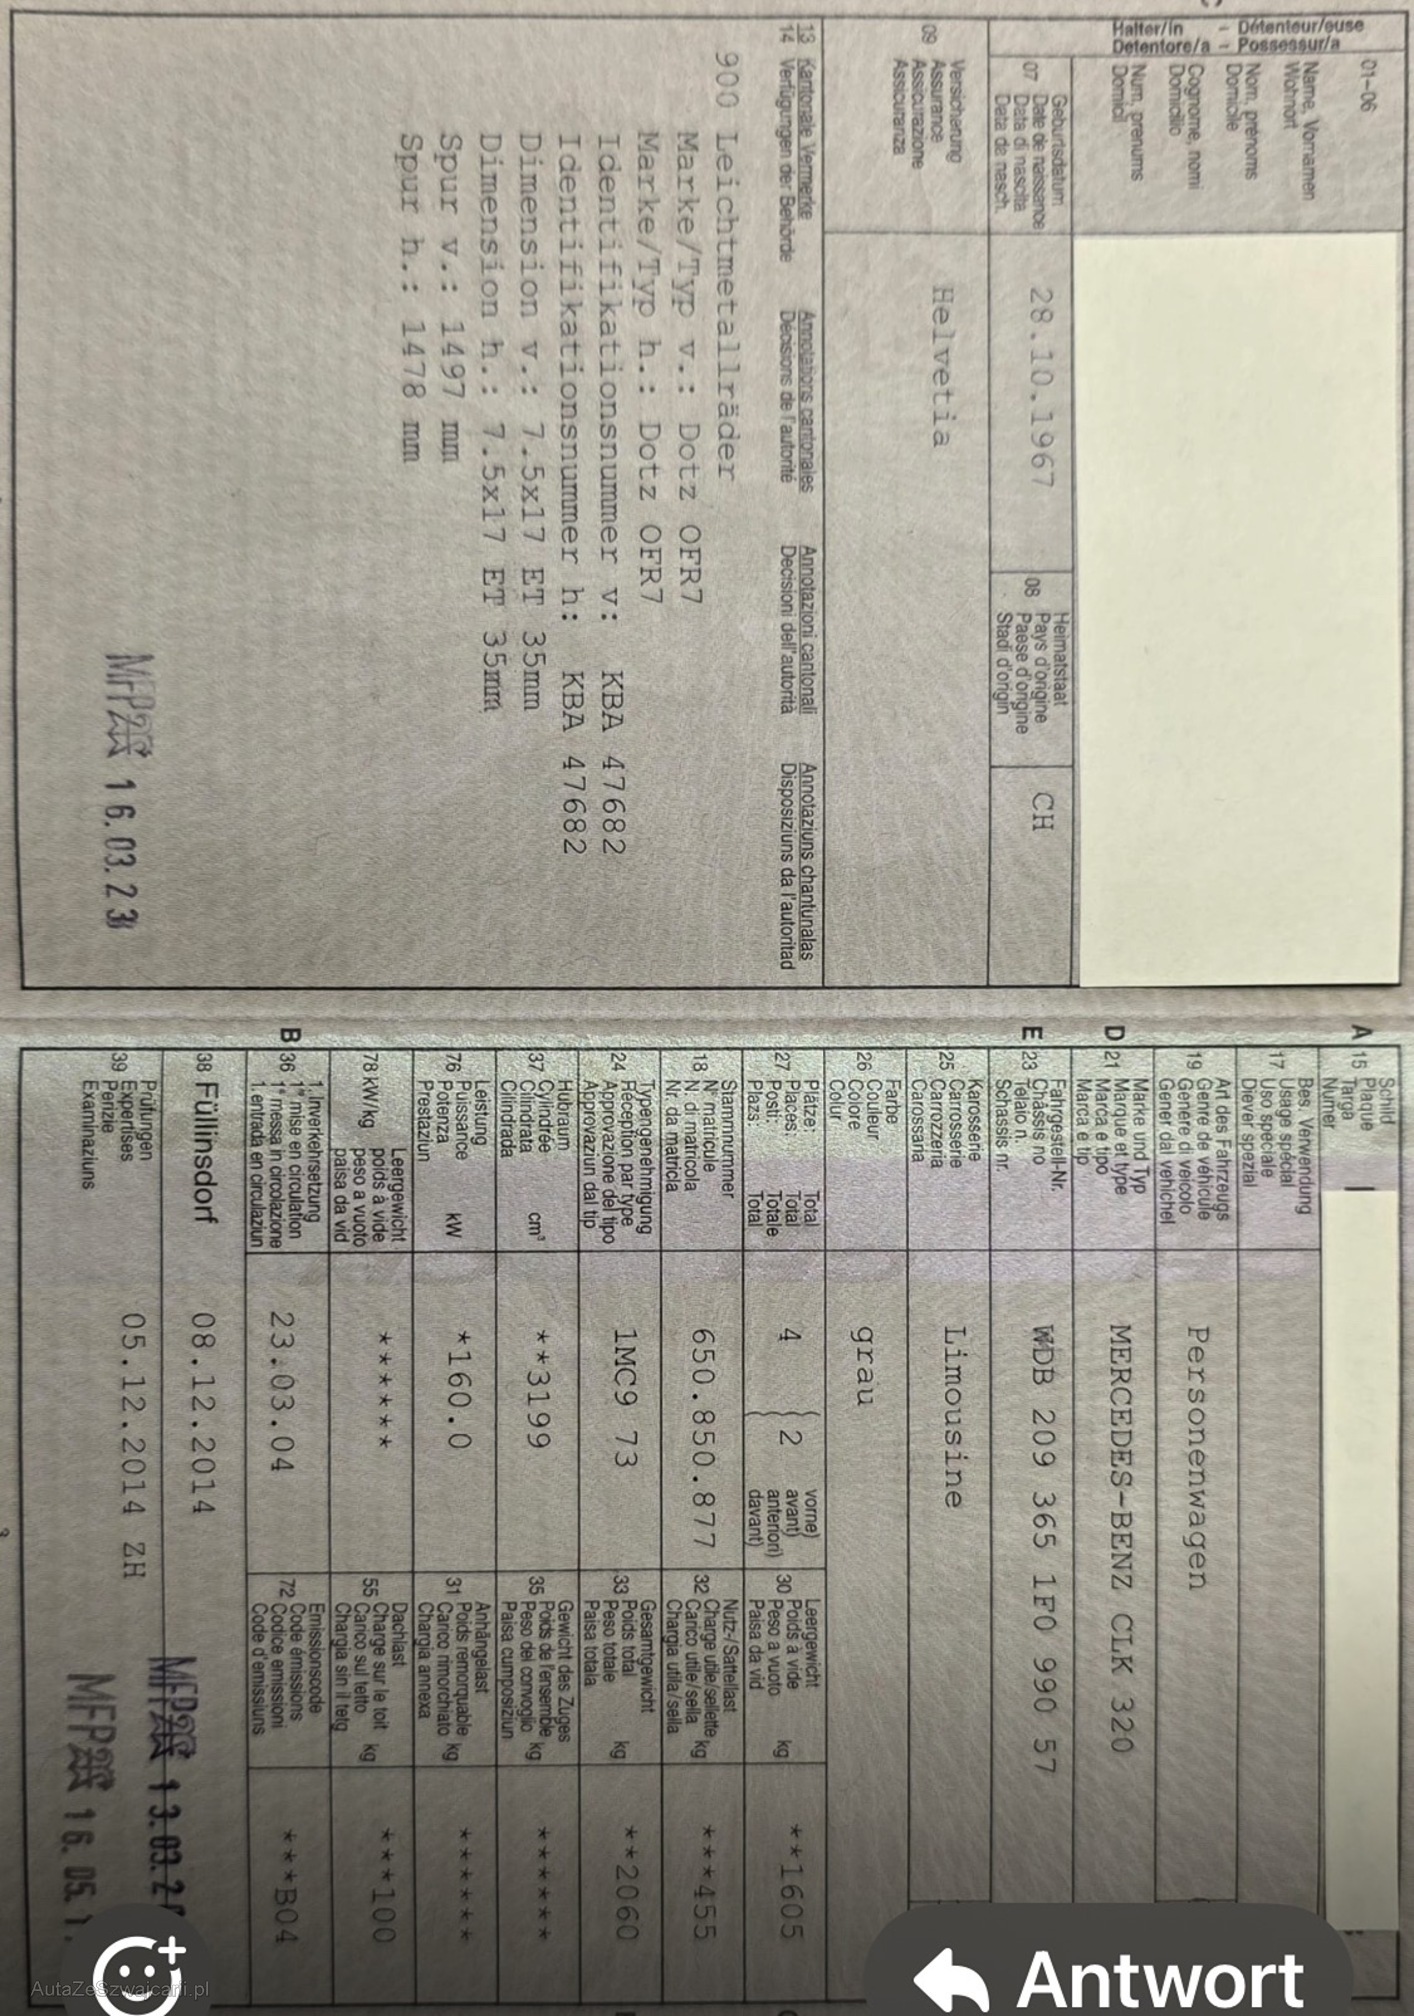 01-06
Halter/in - Détenteur/euse
Detentore/a - Possessur/a
Name, Vornamen
Wohnort
Nom, prénoms
Domicile
Cognome, nomi
Domicilio
Num, prenums
Domicil
07 Geburtsdatum
Date de naissance
Data di nascita
Data da nasch.
28.10.1967
08 Heimatstaat
Pays d'origine
Paese d'origine
Stadi d'origin
CH
09 Versicherung
Assurance
Assicurazione
Assicuranza
Helvetia
13 Kantonale Vermerke Annotations cantonales Annotazioni cantonali Annotaziuns chantunalas
14 Verfügungen der Behörde Décisions de l'autorité Decisioni dell'autorità Disposiziuns da l'autoritad
900 Leichtmetallräder
Marke/Typ v.: Dotz OFR7
Marke/Typ h.: Dotz OFR7
Identifikationsnummer v: KBA 47682
Identifikationsnummer h: KBA 47682
Dimension v.: 7.5x17 ET 35mm
Dimension h.: 7.5x17 ET 35mm
Spur v.: 1497 mm
Spur h.: 1478 mm
MFP 16.03.23
A 15 Schild
Plaque
Targa
Numer
17 Bes. Verwendung
Usage spécial
Uso speciale
Diever spezial
19 Art des Fahrzeugs
Genre de véhicule
Genere di veicolo
Gener dal vehichel
Personenwagen
D 21 Marke und Typ
Marque et type
Marca e tipo
Marca e tip
MERCEDES-BENZ CLK 320
E 23 Fahrgestell-Nr.
Châssis no
Telaio n.
Schassis nr.
WDB 209 365 1F0 990 57
25 Karosserie
Carrosserie
Carrozzeria
Carossaria
Limousine
26 Farbe
Couleur
Colore
Colur
grau
27 Plätze: Total
Places: Total
Posti: Totale
Plazs: Total
4 2
vorne)
avant)
anteriori)
davant)
30 Leergewicht
Poids à vide
Peso a vuoto kg
Paisa da vid
**1605
18 Stammnummer
N° matricule
N. di matricola
Nr. da matricla
650.850.877
32 Nutz-/Sattellast
Charge utile/sellette kg
Carico utile/sella
Chargia utila/sella
***455
24 Typengenehmigung
Réception par type
Approvazione del tipo
Approvaziun dal tip
1MC9 73
33 Gesamtgewicht
Poids total
Peso totale kg
Paisa totala
**2060
37 Hubraum
Cylindrée
Cilindrata cm³
Cilindrada
**3199
35 Gewicht des Zuges
Poids de l'ensemble
Peso del convoglio kg
Paisa cumposiziun
******
76 Leistung
Puissance
Potenza kW
Prestaziun
*160.0
31 Anhängelast
Poids remorquable
Carico rimorchiato kg
Chargia annexa
******
78 kW/kg Leergewicht
poids à vide
peso a vuoto
paisa da vid
******
55 Dachlast
Charge sur le toit
Carico sul tetto kg
Chargia sin il tetg
***100
B 36 1. Inverkehrsetzung
1re mise en circulation
1a messa in circolazione
1. entrada en circulaziun
23.03.04
72 Emissionscode
Code émissions
Codice emissioni
Code d'emissiuns
***B04
38 Füllinsdorf 08.12.2014
39 Prüfungen
Expertises
Perizie
Examinaziuns
05.12.2014 ZH
MFP 13.03.2
MFP 16.05.1
Antwort
AutaZeSzwajcarii.pl